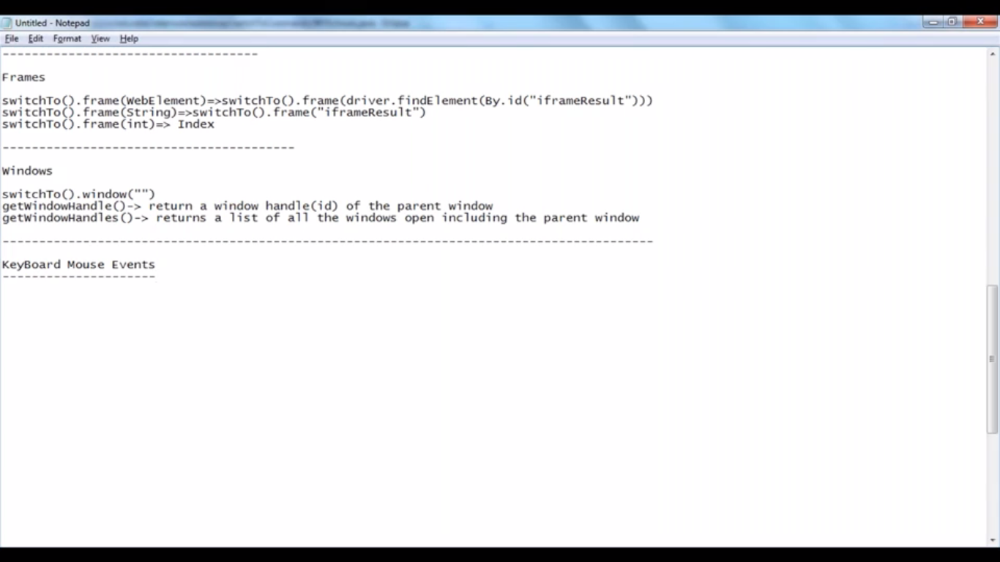 Untitled - Notepad
File Edit Format View Help
-----------------------------------
Frames
switchTo().frame(WebElement)=>switchTo().frame(driver.findElement(By.id("iframeResult")))
switchTo().frame(String)=>switchTo().frame("iframeResult")
switchTo().frame(int)=> Index
----------------------------------------
Windows
switchTo().window("")
getWindowHandle()-> return a window handle(id) of the parent window
getWindowHandles()-> returns a list of all the windows open including the parent window
-----------------------------------------------------------------------------------------
KeyBoard Mouse Events
---------------------